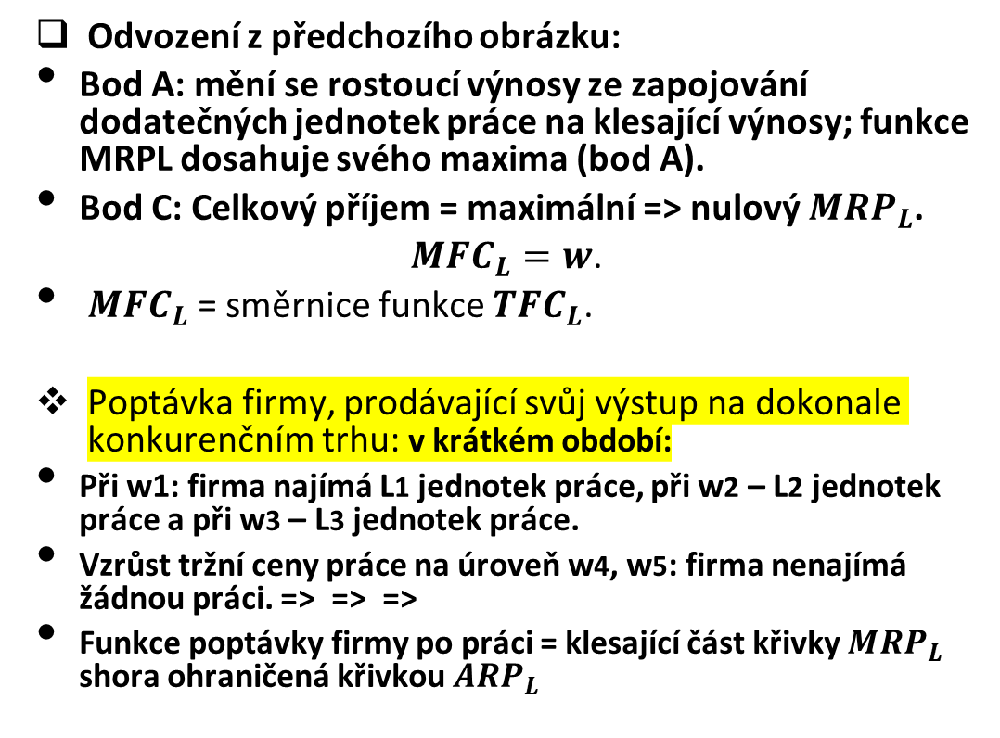 ❑ Odvození z předchozího obrázku:
• Bod A: mění se rostoucí výnosy ze zapojování
dodatečných jednotek práce na klesající výnosy; funkce
MRPL dosahuje svého maxima (bod A).
• Bod C: Celkový příjem = maximální => nulový MRP_L.
MFC_L = w.
• MFC_L = směrnice funkce TFC_L.
❖ Poptávka firmy, prodávající svůj výstup na dokonale
konkurenčním trhu: v krátkém období:
• Při w1: firma najímá L1 jednotek práce, při w2 – L2 jednotek
práce a při w3 – L3 jednotek práce.
• Vzrůst tržní ceny práce na úroveň w4, w5: firma nenajímá
žádnou práci. => => =>
• Funkce poptávky firmy po práci = klesající část křivky MRP_L
shora ohraničená křivkou ARP_L